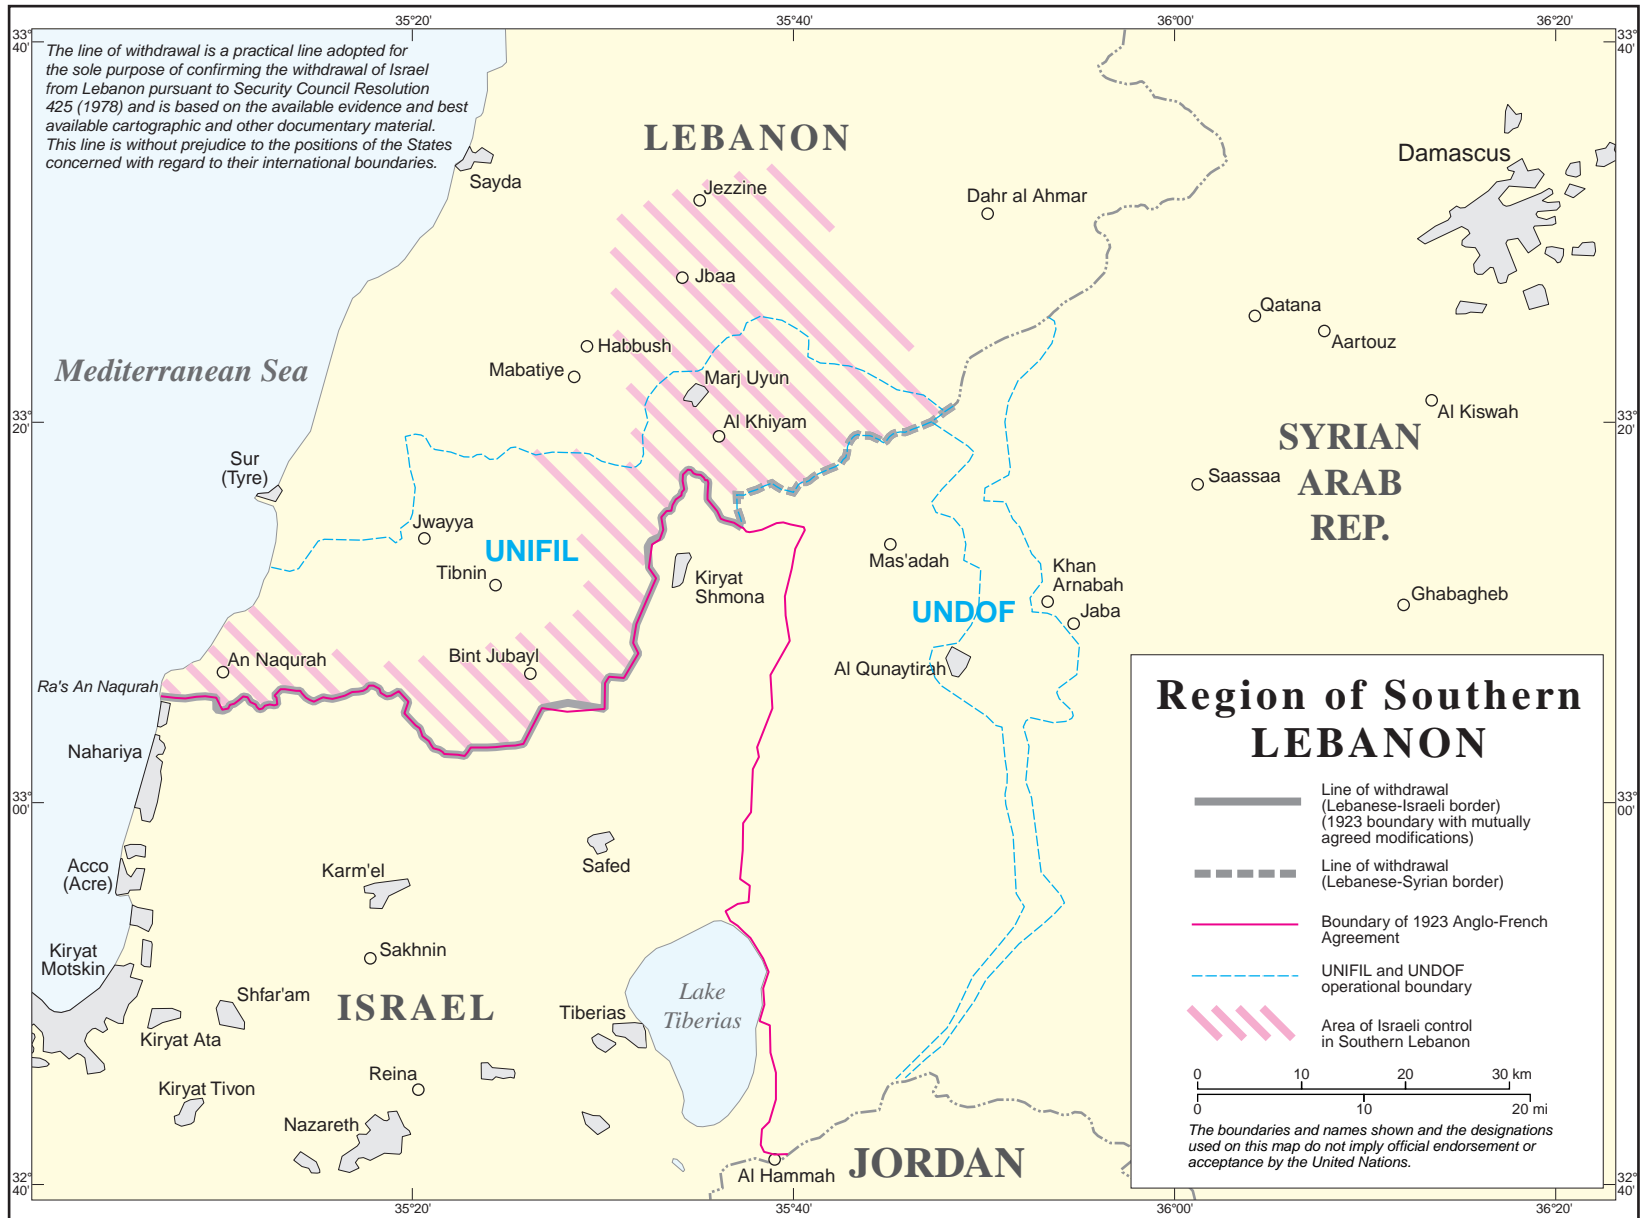 35°20'
35°40'
36°00'
36°20'
33°
40'
33°
40'
The line of withdrawal is a practical line adopted for
the sole purpose of confirming the withdrawal of Israel
from Lebanon pursuant to Security Council Resolution
425 (1978) and is based on the available evidence and best
available cartographic and other documentary material.
This line is without prejudice to the positions of the States
concerned with regard to their international boundaries.
LEBANON
Damascus
Sayda
Jezzine
Dahr al Ahmar
Jbaa
Qatana
Aartouz
Habbush
Mabatiye
Mediterranean Sea
Marj Uyun
Al Khiyam
Al Kiswah
33°
20'
33°
20'
SYRIAN
ARAB
REP.
Sur
(Tyre)
Saassaa
Jwayya
UNIFIL
Tibnin
Kiryat
Shmona
Mas'adah
Khan
Arnabah
UNDOF
Jaba
Ghabagheb
An Naqurah
Bint Jubayl
Al Qunaytirah
Ra's An Naqurah
Nahariya
33°
00'
33°
00'
Acco
(Acre)
Karm'el
Safed
Kiryat
Motskin
Sakhnin
Shfar'am
ISRAEL
Tiberias
Lake
Tiberias
Kiryat Ata
Reina
Kiryat Tivon
Nazareth
JORDAN
Al Hammah
Region of Southern
LEBANON
Line of withdrawal
(Lebanese-Israeli border)
(1923 boundary with mutually
agreed modifications)
Line of withdrawal
(Lebanese-Syrian border)
Boundary of 1923 Anglo-French
Agreement
UNIFIL and UNDOF
operational boundary
Area of Israeli control
in Southern Lebanon
0 10 20 30 km
0 10 20 mi
The boundaries and names shown and the designations
used on this map do not imply official endorsement or
acceptance by the United Nations.
32°
40'
32°
40'
35°20'
35°40'
36°00'
36°20'